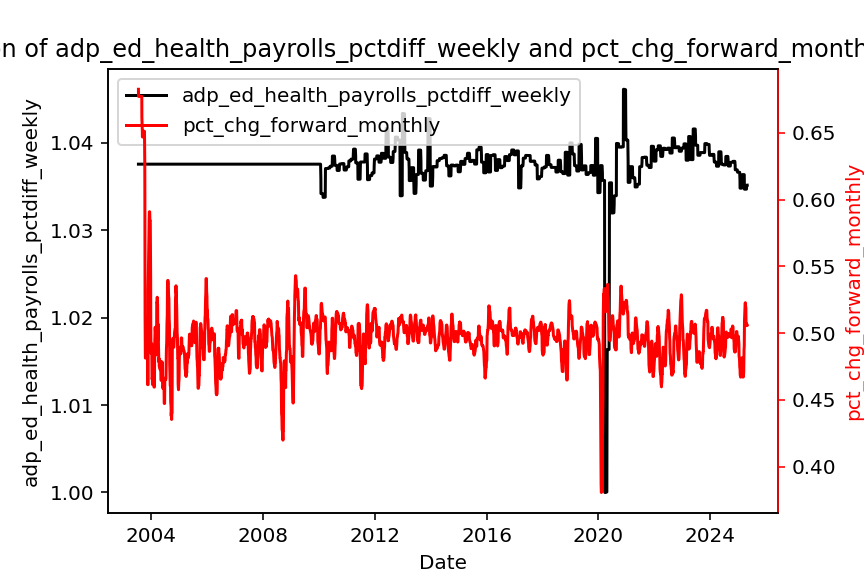 n of adp_ed_health_payrolls_pctdiff_weekly and pct_chg_forward_month
adp_ed_health_payrolls_pctdiff_weekly
pct_chg_forward_monthly
adp_ed_health_payrolls_pctdiff_weekly
1.04
1.03
1.02
1.01
1.00
0.65
0.60
0.55
0.50
0.45
0.40
pct_chg_forward_monthly
2004
2008
2012
2016
2020
2024
Date